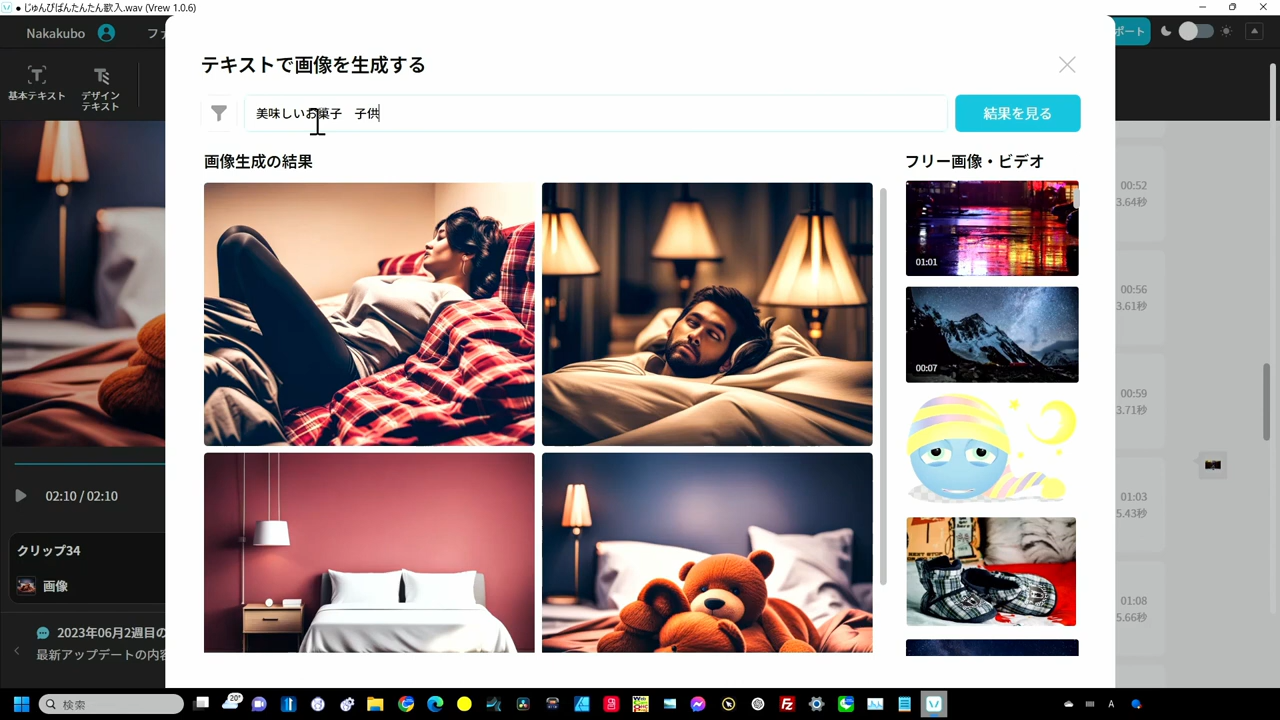 ● じゅんびばんたんたん歌入.wav (Vrew 1.0.6)
Nakakubo
ファ
ポート
基本テキスト
デザイン
テキスト
テキストで画像を生成する
美味しいお菓子　子供
結果を見る
画像生成の結果
フリー画像・ビデオ
01:01
00:07
00:52
3.64秒
00:56
3.61秒
00:59
3.71秒
01:03
5.43秒
01:08
5.66秒
02:10 / 02:10
クリップ34
画像
2023年06月2週目の
最新アップデートの内容
検索
20°
A